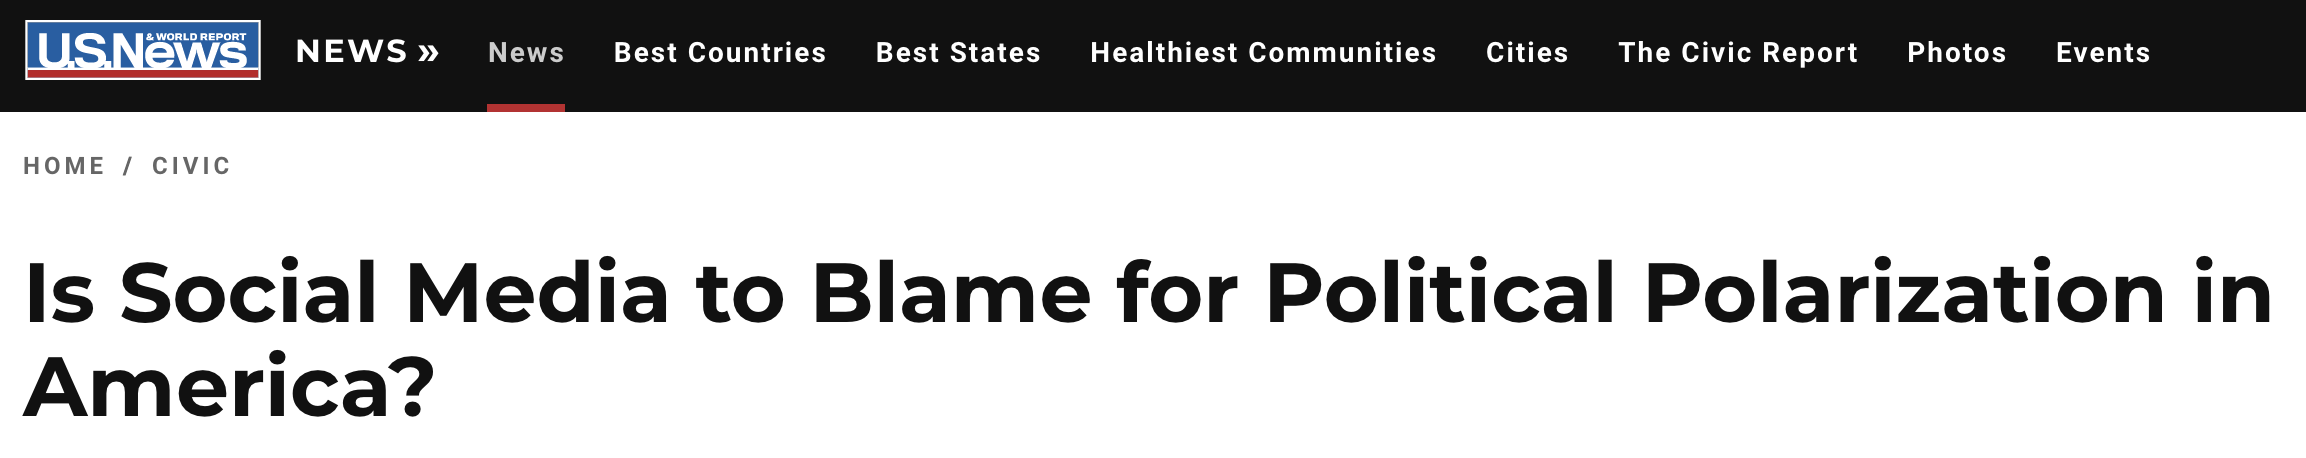 U.S.News & WORLD REPORT NEWS » News Best Countries Best States Healthiest Communities Cities The Civic Report Photos Events
HOME / CIVIC
Is Social Media to Blame for Political Polarization in
America?